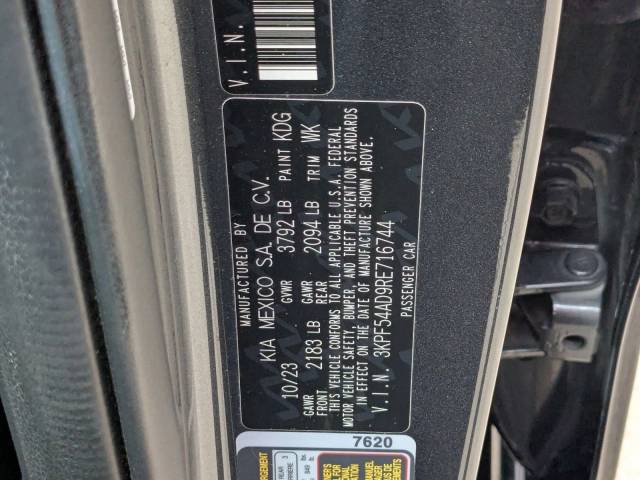 V.I.N.
MANUFACTURED BY
KIA MEXICO S.A. DE C.V.
10/23 GVWR 3792 LB PAINT KDG
GAWR FRONT 2183 LB GAWR REAR 2094 LB TRIM WK
THIS VEHICLE CONFORMS TO ALL APPLICABLE U.S.A. FEDERAL
MOTOR VEHICLE SAFETY, BUMPER, AND THEFT PREVENTION STANDARDS
IN EFFECT ON THE DATE OF MANUFACTURE SHOWN ABOVE.
V.I.N. 3KPF54AD9RE716744
PASSENGER CAR
7620
REAR 3